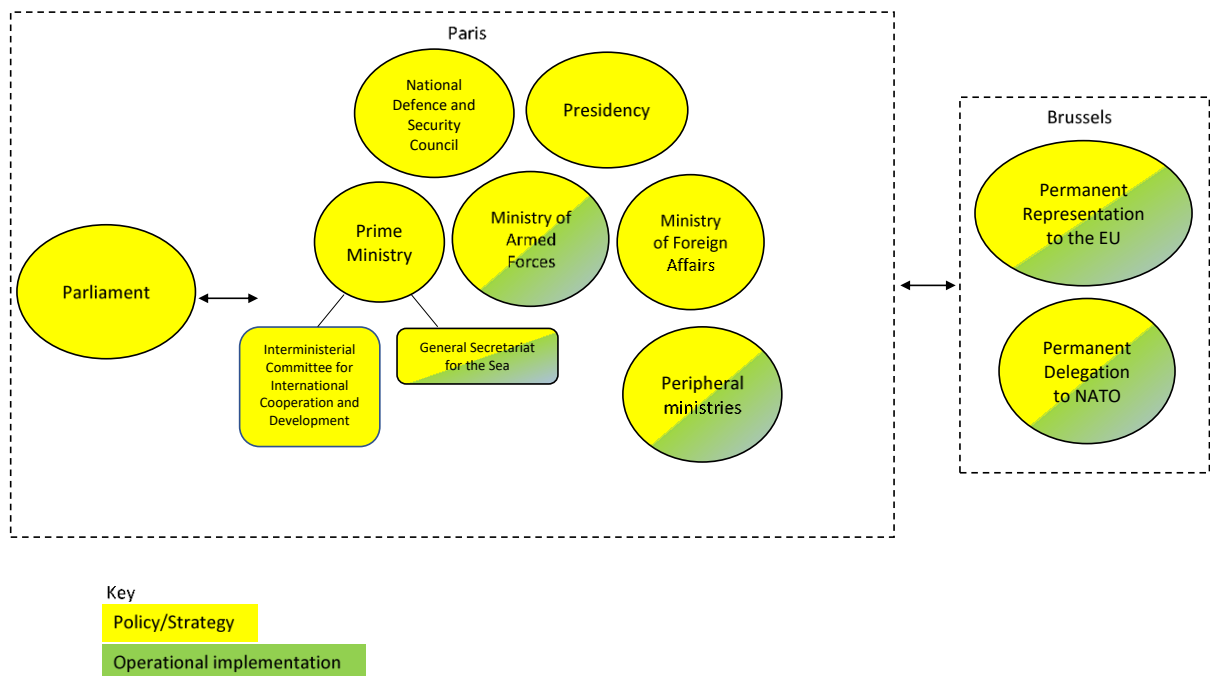 Paris
National
Defence and
Security
Council
Presidency
Prime
Ministry
Ministry of
Armed
Forces
Ministry
of Foreign
Affairs
Parliament
Interministerial
Committee for
International
Cooperation and
Development
General Secretariat
for the Sea
Peripheral
ministries
Brussels
Permanent
Representation
to the EU
Permanent
Delegation
to NATO
Key
Policy/Strategy
Operational implementation